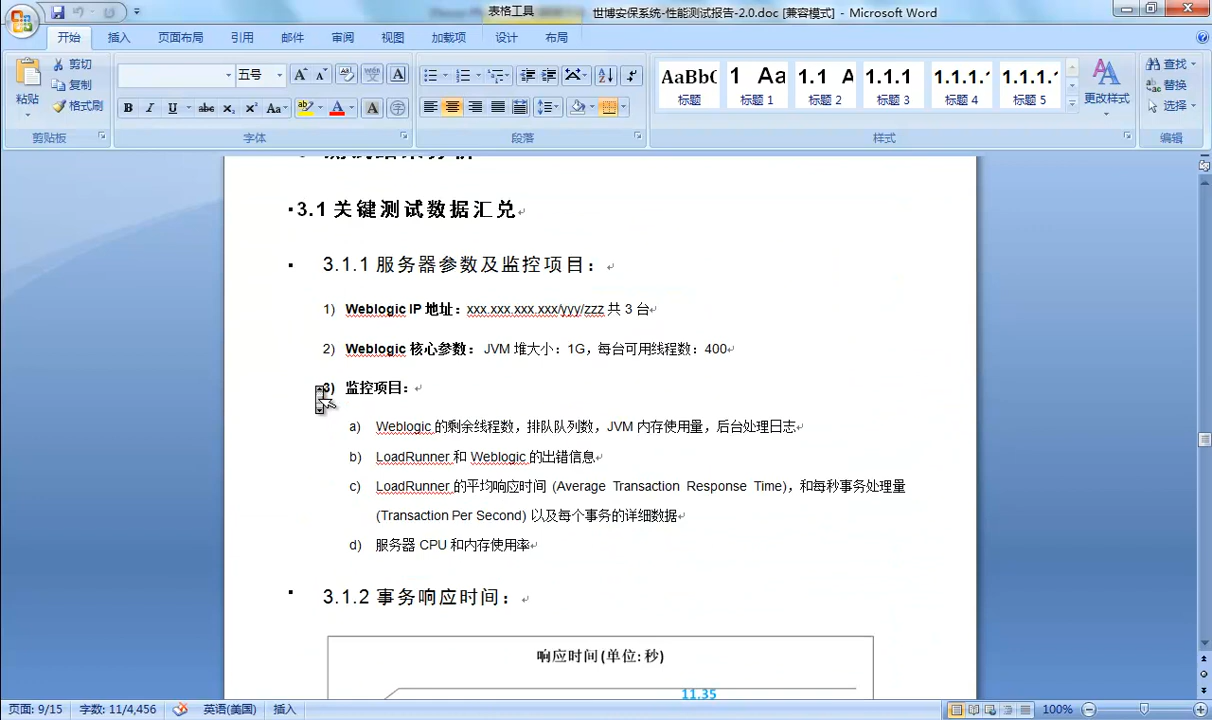 表格工具
世博安保系统-性能测试报告-2.0.doc [兼容模式] - Microsoft Word
开始 插入 页面布局 引用 邮件 审阅 视图 加载项 设计 布局
粘贴
剪切
复制
格式刷
剪贴板
五号
字体
段落
AaBbC 1 Aa 1.1 A 1.1.1 1.1.1.1 1.1.1.1.
标题 标题 1 标题 2 标题 3 标题 4 标题 5
更改样式
样式
查找
替换
选择
编辑
3.1 关键测试数据汇兑
3.1.1 服务器参数及监控项目：
1) Weblogic IP 地址：xxx.xxx.xxx.xxx/yyy/zzz 共 3 台
2) Weblogic 核心参数： JVM 堆大小：1G，每台可用线程数：400
3) 监控项目：
a) Weblogic 的剩余线程数，排队队列数，JVM 内存使用量，后台处理日志
b) LoadRunner 和 Weblogic 的出错信息
c) LoadRunner 的平均响应时间 (Average Transaction Response Time)，和每秒事务处理量
(Transaction Per Second) 以及每个事务的详细数据
d) 服务器 CPU 和内存使用率
3.1.2 事务响应时间：
响应时间(单位: 秒)
11.35
页面: 9/15 字数: 11/4,456 英语(美国) 插入 100%